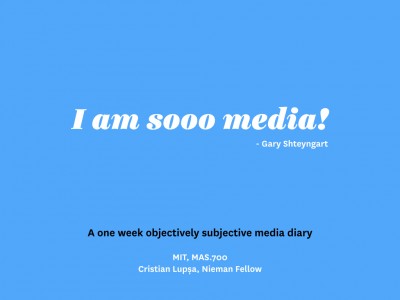 I am sooo media!
- Gary Shteyngart
A one week objectively subjective media diary
MIT, MAS.700
Cristian Lupșa, Nieman Fellow